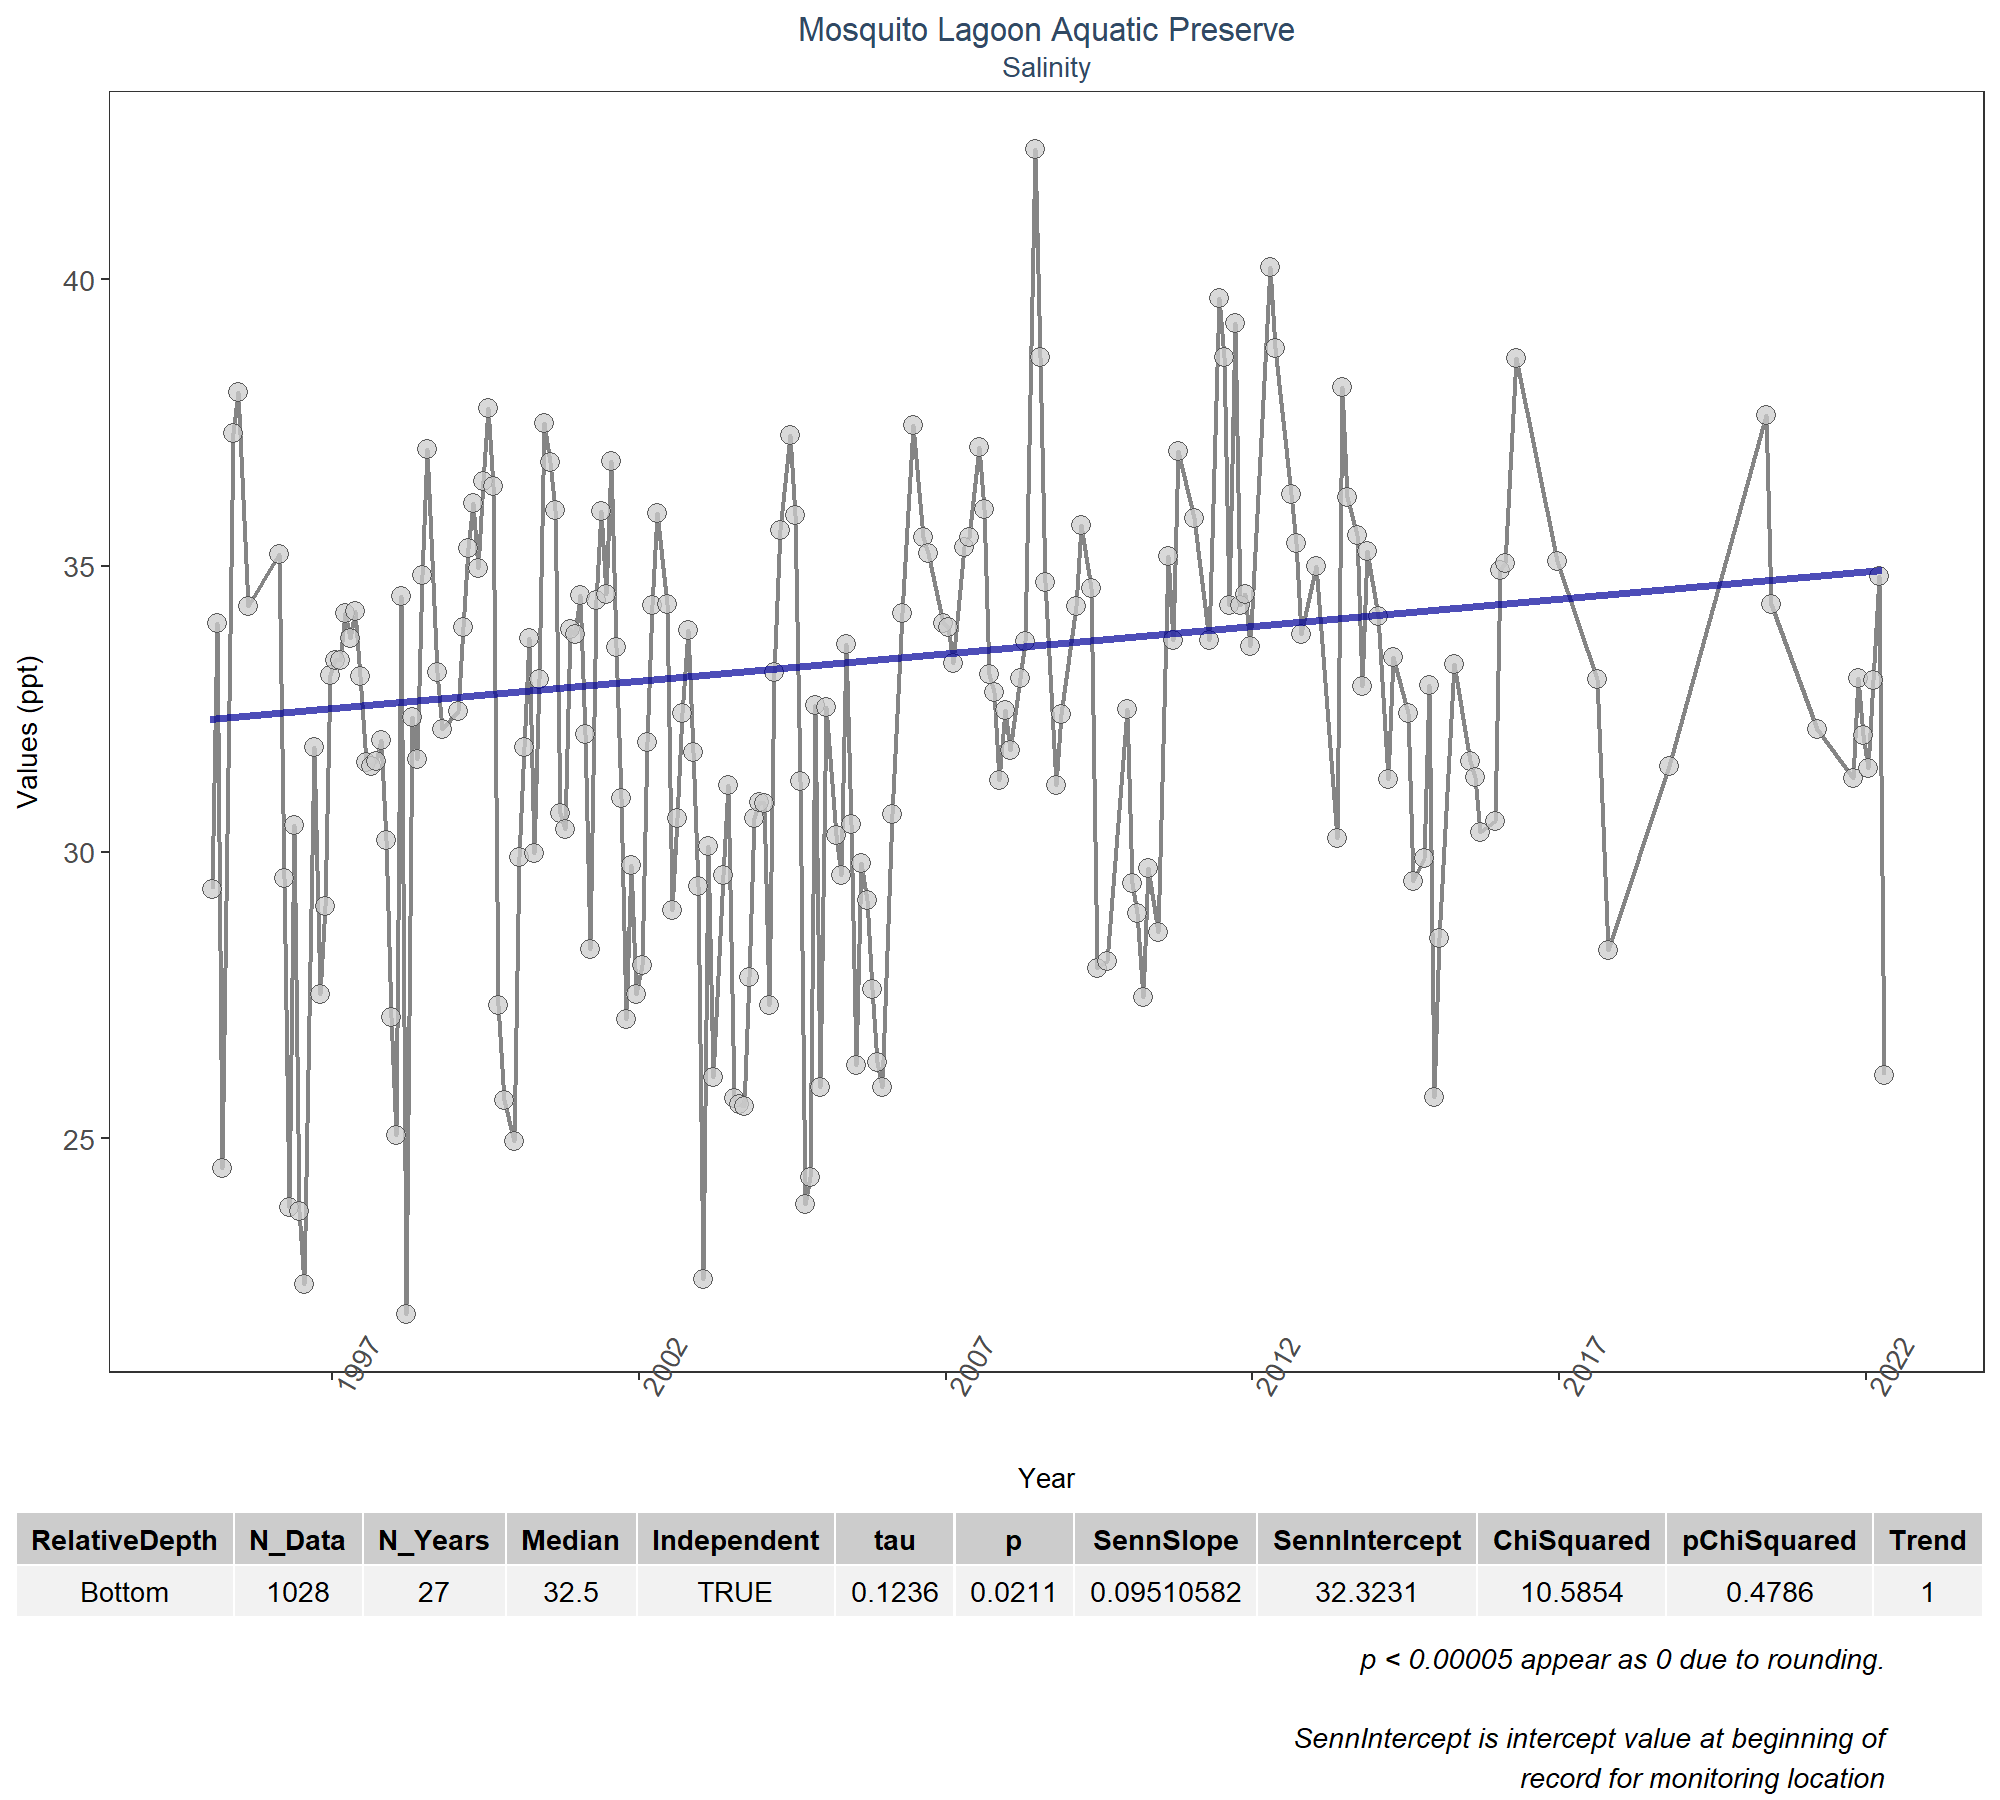 Mosquito Lagoon Aquatic Preserve
Salinity
Values (ppt)
40
35
30
25
1997 2002 2007 2012 2017 2022
Year
RelativeDepth N_Data N_Years Median Independent tau p SennSlope SennIntercept ChiSquared pChiSquared Trend
Bottom 1028 27 32.5 TRUE 0.1236 0.0211 0.09510582 32.3231 10.5854 0.4786 1
p < 0.00005 appear as 0 due to rounding.
SennIntercept is intercept value at beginning of
record for monitoring location